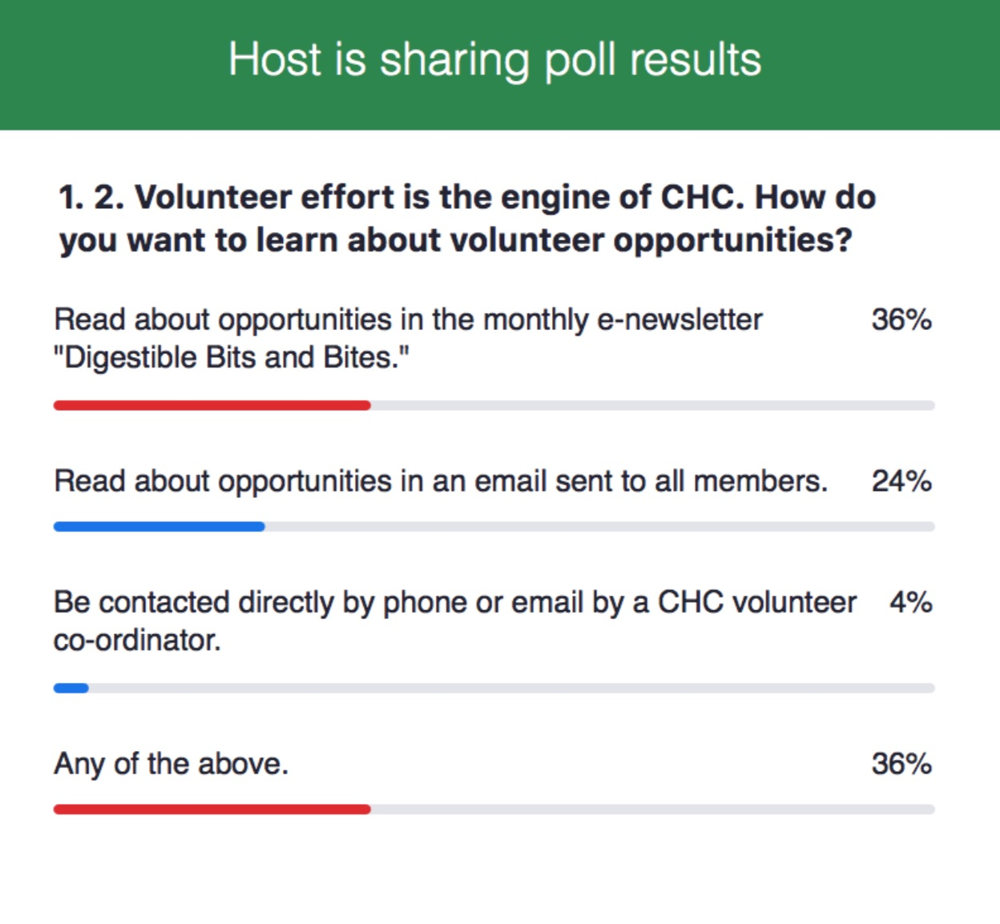 Host is sharing poll results
1. 2. Volunteer effort is the engine of CHC. How do
you want to learn about volunteer opportunities?
Read about opportunities in the monthly e-newsletter 36%
"Digestible Bits and Bites."
Read about opportunities in an email sent to all members. 24%
Be contacted directly by phone or email by a CHC volunteer 4%
co-ordinator.
Any of the above. 36%